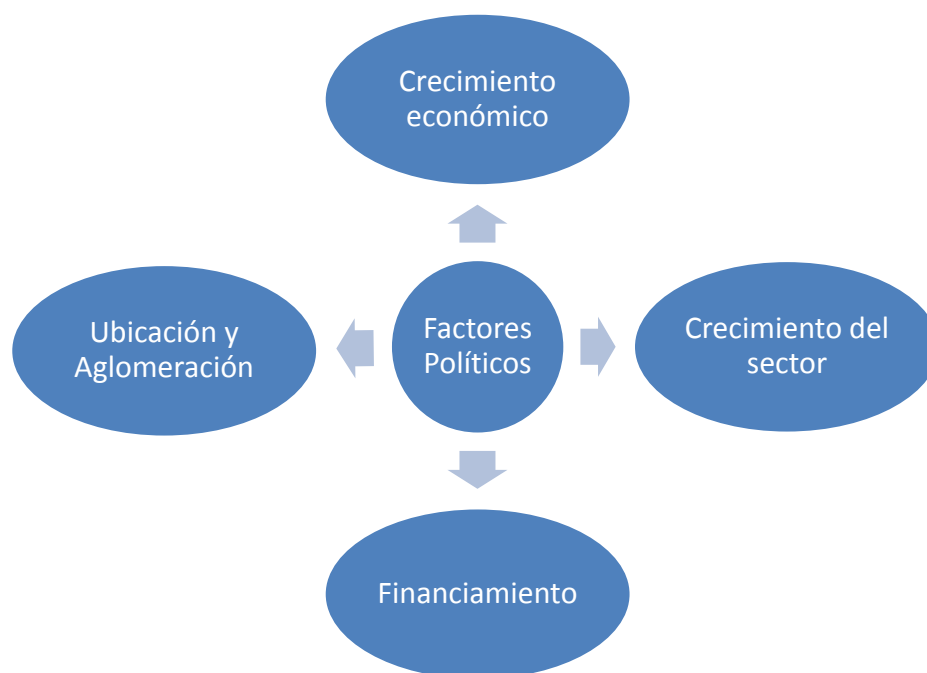 Crecimiento
económico
Ubicación y
Aglomeración
Factores
Políticos
Crecimiento del
sector
Financiamiento